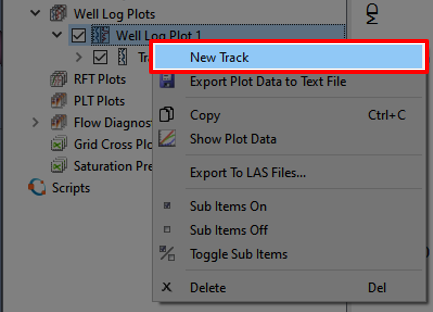 Well Log Plots
Well Log Plot 1
MD
Tra
New Track
RFT Plots
Export Plot Data to Text File
PLT Plots
Copy Ctrl+C
Flow Diagnos
Show Plot Data
Grid Cross Plo
Saturation Pre
Export To LAS Files...
Scripts
Sub Items On
Sub Items Off
Toggle Sub Items
Delete Del